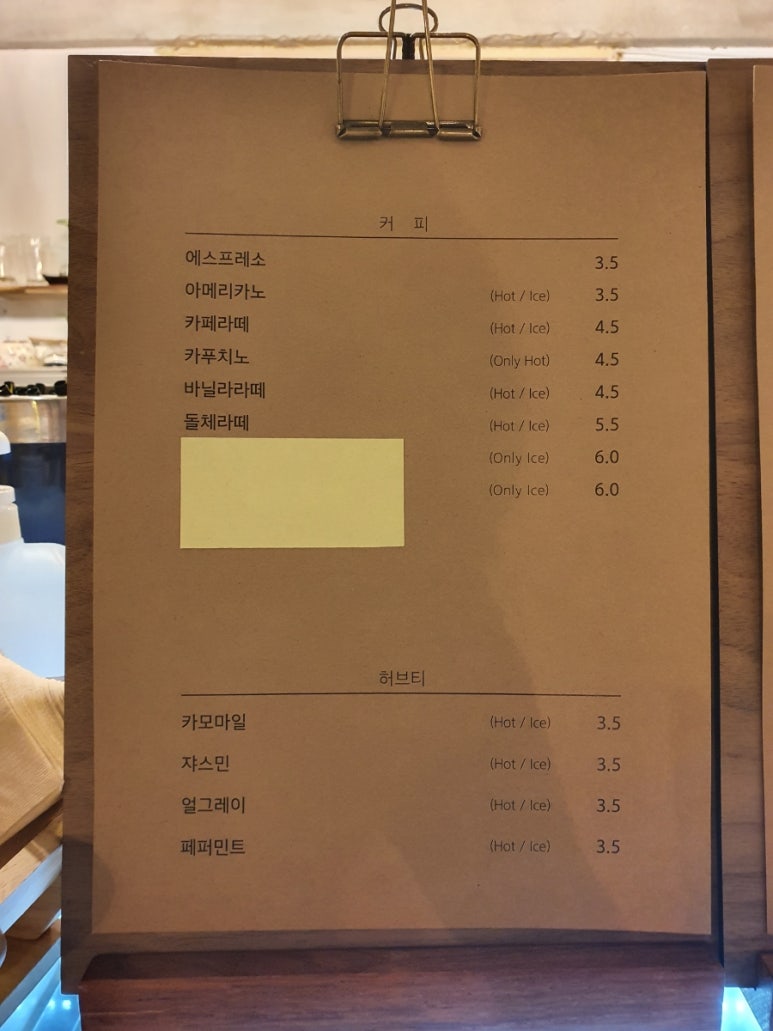 커 피
에스프레소 3.5
아메리카노 (Hot / Ice) 3.5
카페라떼 (Hot / Ice) 4.5
카푸치노 (Only Hot) 4.5
바닐라라떼 (Hot / Ice) 4.5
돌체라떼 (Hot / Ice) 5.5
(Only Ice) 6.0
(Only Ice) 6.0
허브티
카모마일 (Hot / Ice) 3.5
쟈스민 (Hot / Ice) 3.5
얼그레이 (Hot / Ice) 3.5
페퍼민트 (Hot / Ice) 3.5